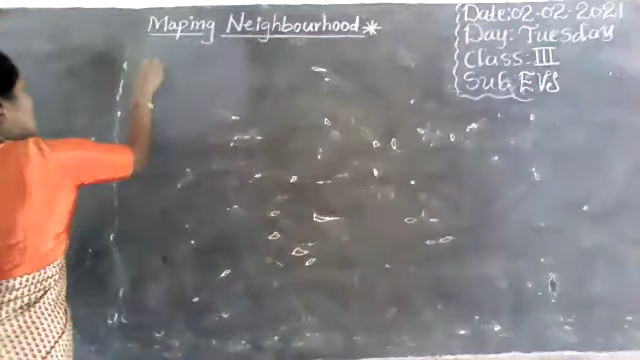 Maping Neighbourhood*
Date:02-02-2021
Day: Tuesday
Class: III
Sub: EVS